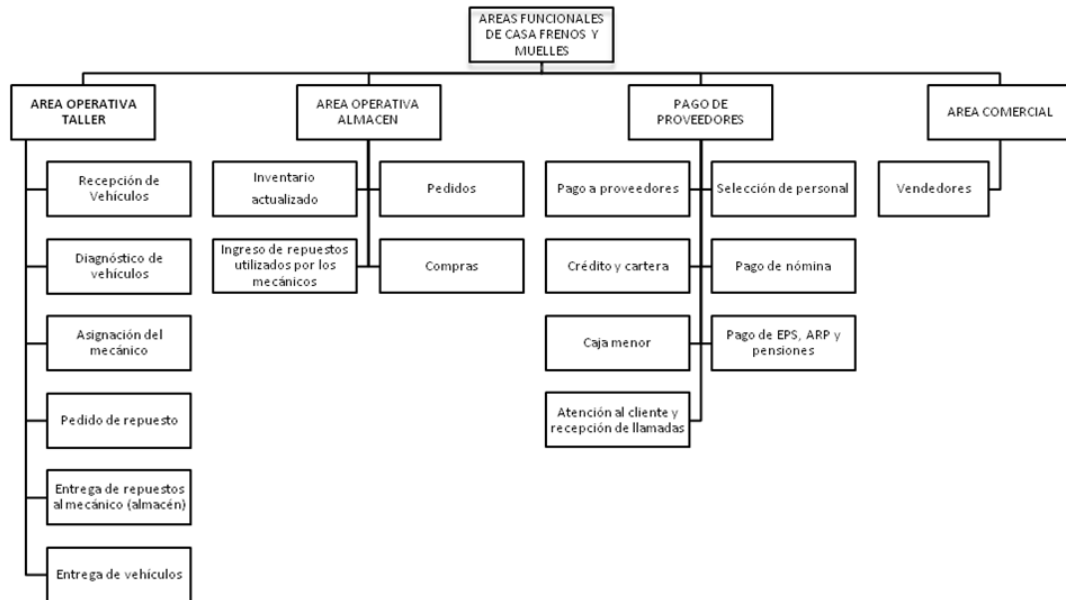 AREAS FUNCIONALES
DE CASA FRENOS Y
MUELLES
AREA OPERATIVA
TALLER
AREA OPERATIVA
ALMACEN
PAGO DE
PROVEEDORES
AREA COMERCIAL
Recepción de
Vehículos
Inventario
actualizado
Pedidos
Pago a proveedores
Selección de personal
Vendedores
Diagnóstico de
vehículos
Ingreso de repuestos
utilizados por los
mecánicos
Compras
Crédito y cartera
Pago de nómina
Asignación del
mecánico
Caja menor
Pago de EPS, ARP y
pensiones
Pedido de repuesto
Atención al cliente y
recepción de llamadas
Entrega de repuestos
al mecánico (almacén)
Entrega de vehículos